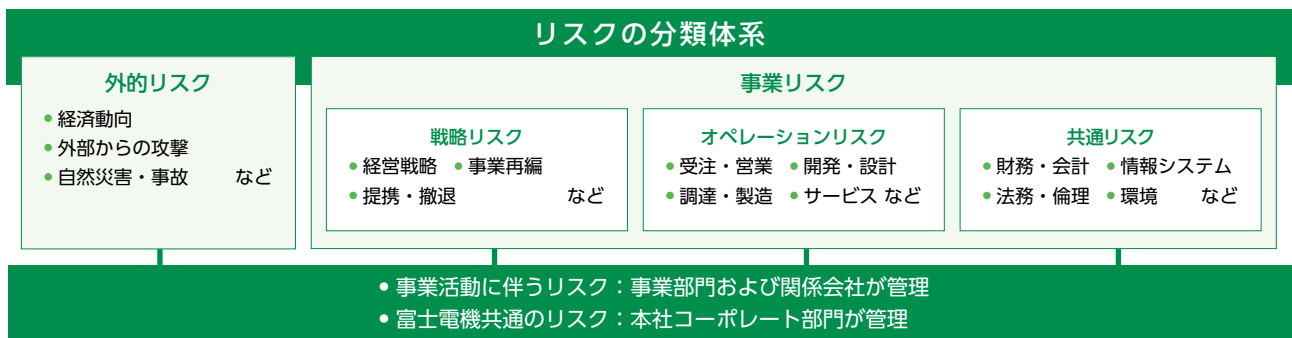 リスクの分類体系
外的リスク
• 経済動向
• 外部からの攻撃
• 自然災害・事故 など
事業リスク
戦略リスク
• 経営戦略 • 事業再編
• 提携・撤退 など
オペレーションリスク
• 受注・営業 • 開発・設計
• 調達・製造 • サービス など
共通リスク
• 財務・会計 • 情報システム
• 法務・倫理 • 環境 など
• 事業活動に伴うリスク：事業部門および関係会社が管理
• 富士電機共通のリスク：本社コーポレート部門が管理